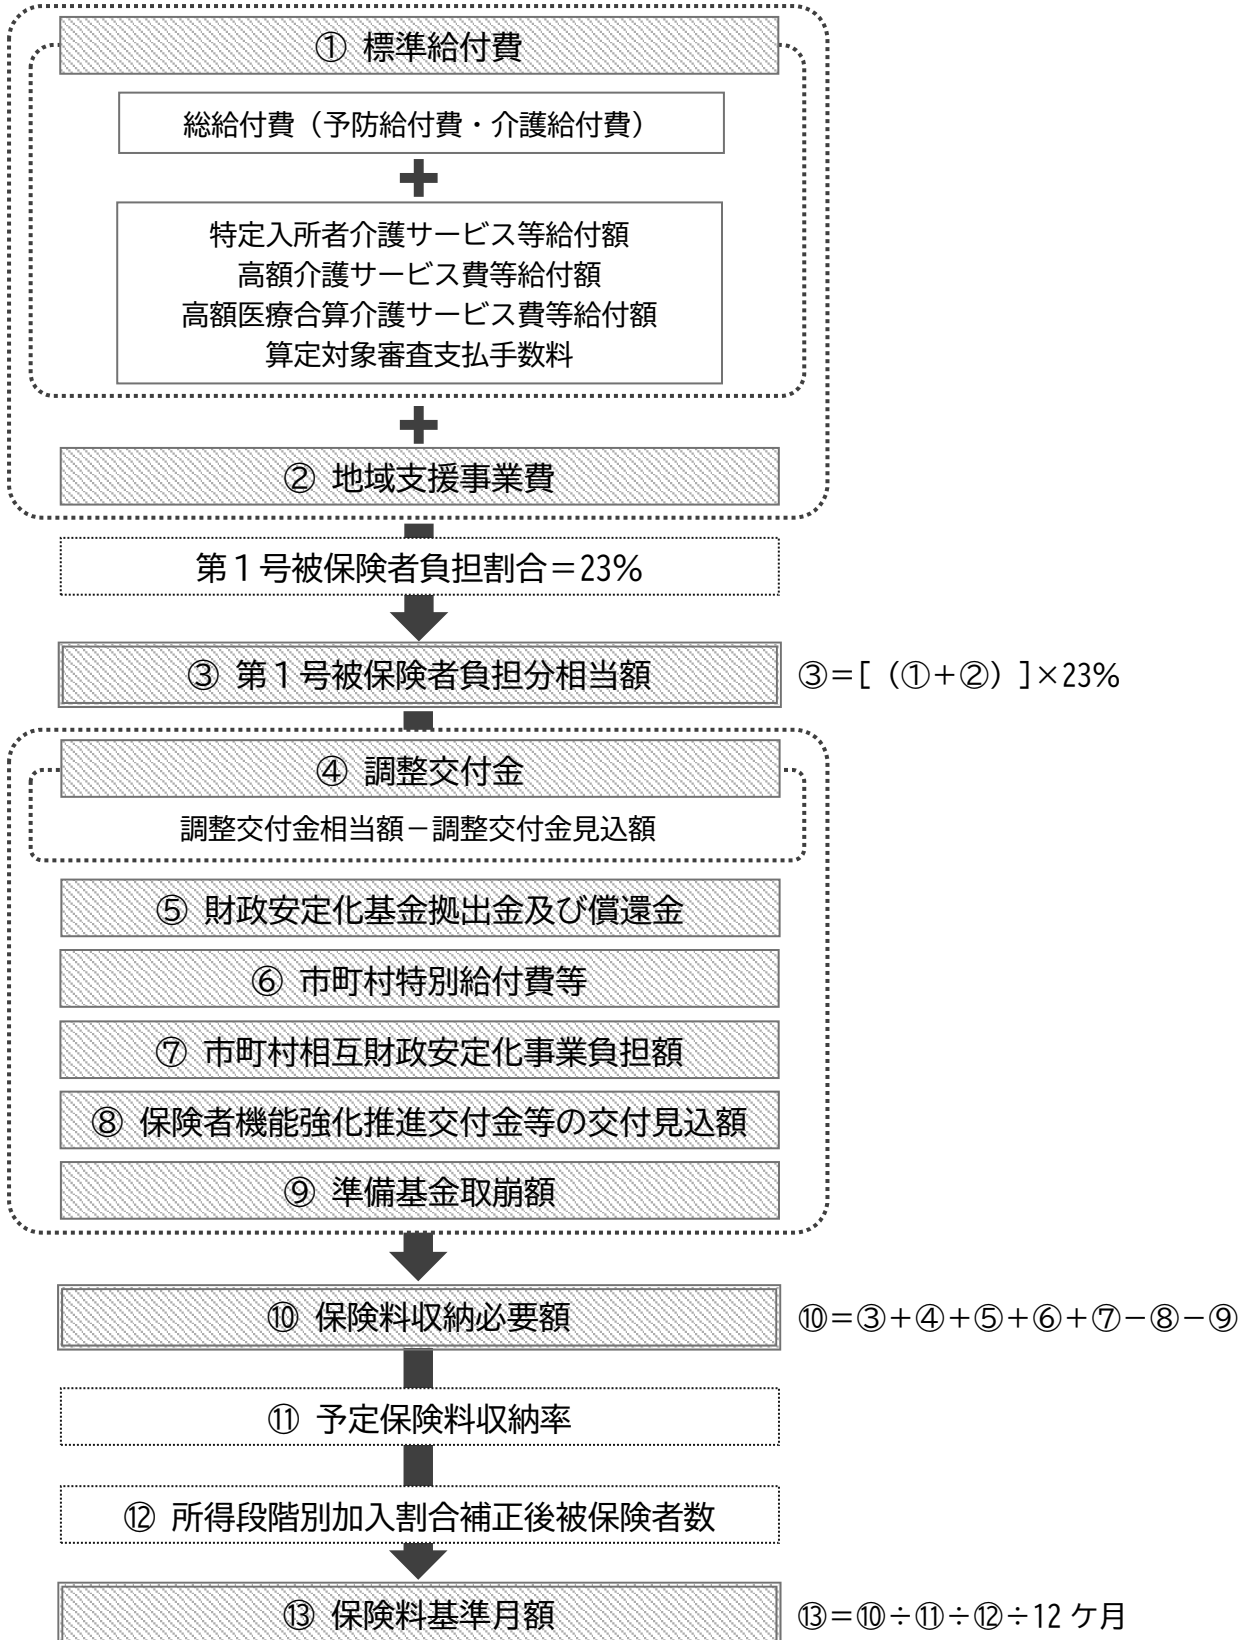 ① 標準給付費
総給付費（予防給付費・介護給付費）
特定入所者介護サービス等給付額
高額介護サービス費等給付額
高額医療合算介護サービス費等給付額
算定対象審査支払手数料
② 地域支援事業費
第１号被保険者負担割合＝23％
③ 第１号被保険者負担分相当額
③＝[（①＋②）]×23％
④ 調整交付金
調整交付金相当額－調整交付金見込額
⑤ 財政安定化基金拠出金及び償還金
⑥ 市町村特別給付費等
⑦ 市町村相互財政安定化事業負担額
⑧ 保険者機能強化推進交付金等の交付見込額
⑨ 準備基金取崩額
⑩ 保険料収納必要額
⑩＝③＋④＋⑤＋⑥＋⑦－⑧－⑨
⑪ 予定保険料収納率
⑫ 所得段階別加入割合補正後被保険者数
⑬ 保険料基準月額
⑬＝⑩÷⑪÷⑫÷12 ケ月